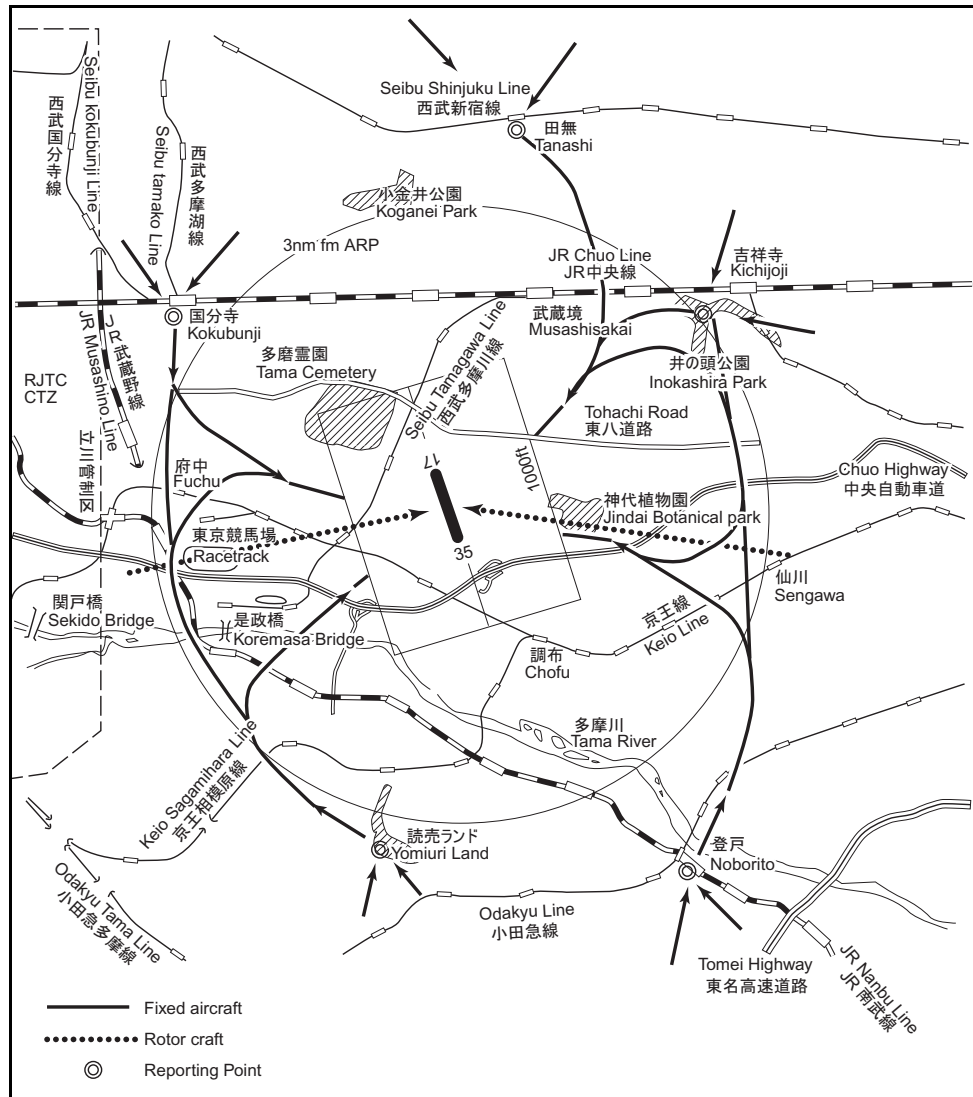 Seibu Shinjuku Line
西武新宿線
田無
Tanashi
Seibu kokubunji Line
西武国分寺線
Seibu tamako Line
西武多摩湖線
小金井公園
Koganei Park
3nm fm ARP
JR Chuo Line
JR中央線
吉祥寺
Kichijoji
国分寺
Kokubunji
武蔵境
Musashisakai
JR 武蔵野線
JR Musashino Line
多磨霊園
Tama Cemetery
Seibu Tamagawa Line
西武多摩川線
井の頭公園
Inokashira Park
RJTC
CTZ
立川管制区
Tohachi Road
東八道路
1000ft
府中
Fuchu
17
35
Chuo Highway
中央自動車道
神代植物園
Jindai Botanical park
東京競馬場
Racetrack
仙川
Sengawa
関戸橋
Sekido Bridge
是政橋
Koremasa Bridge
京王線
Keio Line
調布
Chofu
多摩川
Tama River
Keio Sagamihara Line
京王相模原線
読売ランド
Yomiuri Land
登戸
Noborito
Odakyu Tama Line
小田急多摩線
Odakyu Line
小田急線
Tomei Highway
東名高速道路
JR Nanbu Line
JR 南武線
Fixed aircraft
Rotor craft
Reporting Point